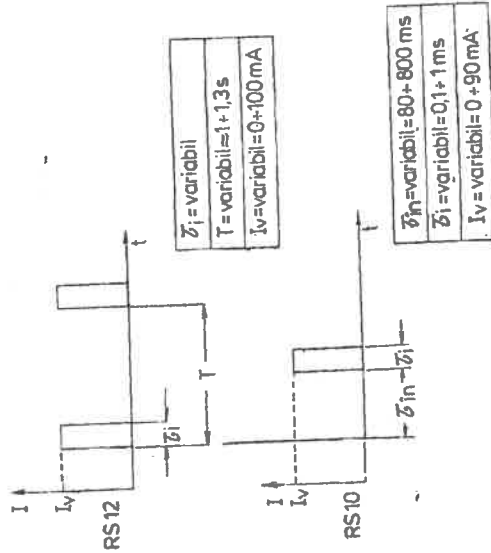 I
Iv
RS12
τi
T
t
τi = variabil
T = variabil = 1÷1,3 s
Iv = variabil = 0÷100 mA
I
Iv
RS10
τin
τi
t
τin = variabil = 80÷800 ms
τi = variabil = 0,1÷1 ms
Iv = variabil = 0÷90 mA